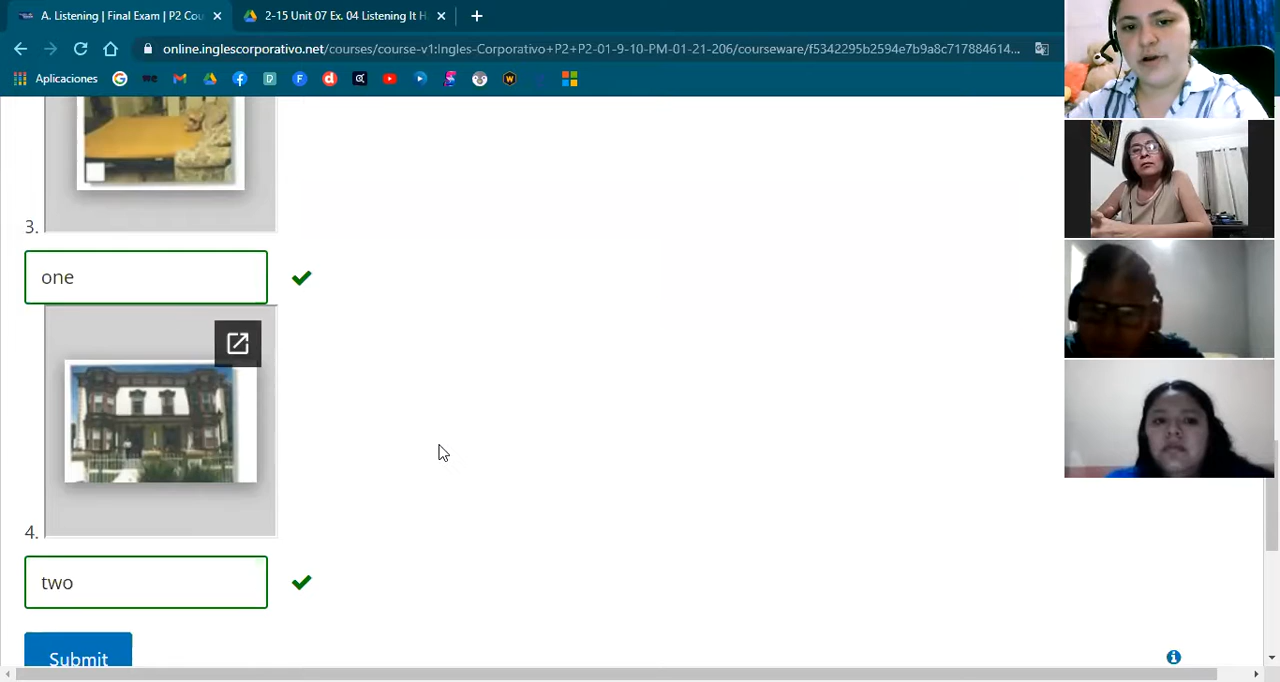 A. Listening | Final Exam | P2 Cou
2-15 Unit 07 Ex. 04 Listening It H
online.inglescorporativo.net/courses/course-v1:Ingles-Corporativo+P2+P2-01-9-10-PM-01-21-206/courseware/f5342295b2594e7b9a8c717884614...
Aplicaciones
3.
one
4.
two
Submit